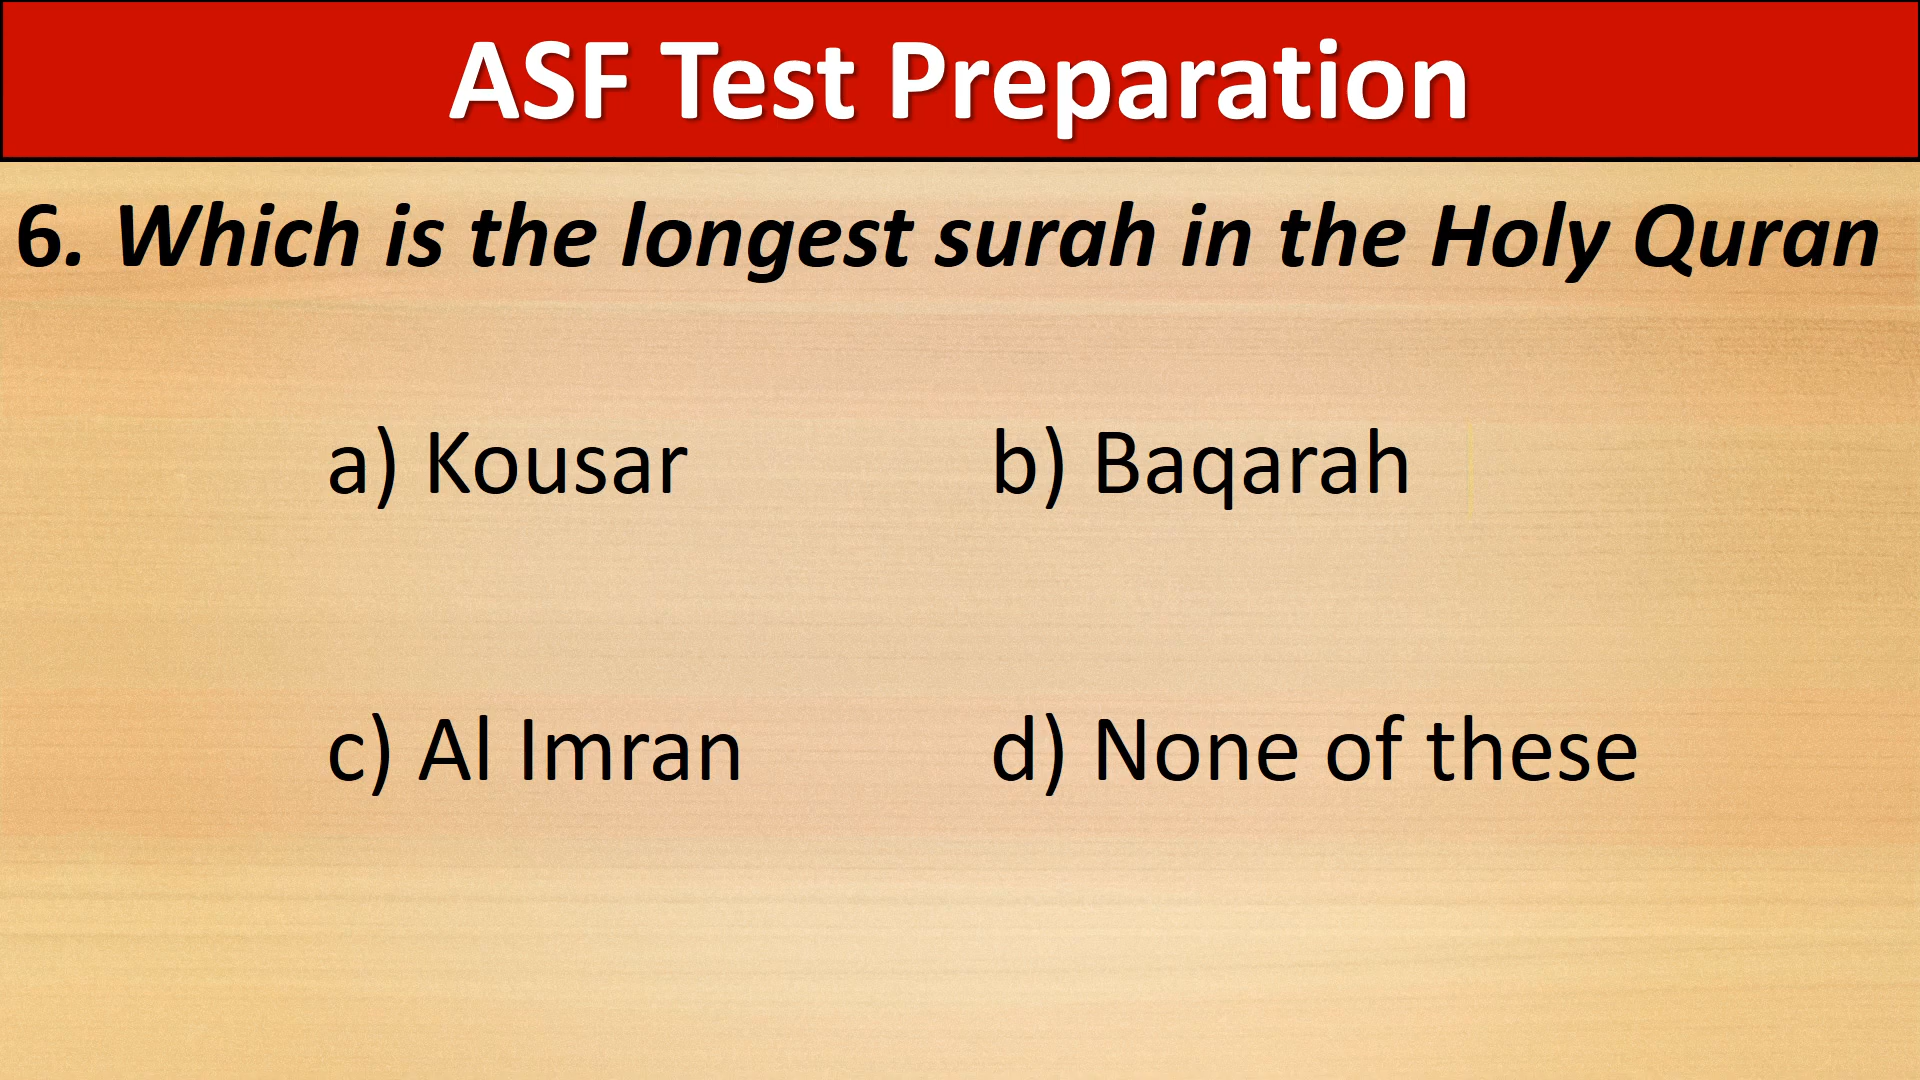 ASF Test Preparation
6. Which is the longest surah in the Holy Quran
a) Kousar b) Baqarah
c) Al Imran d) None of these